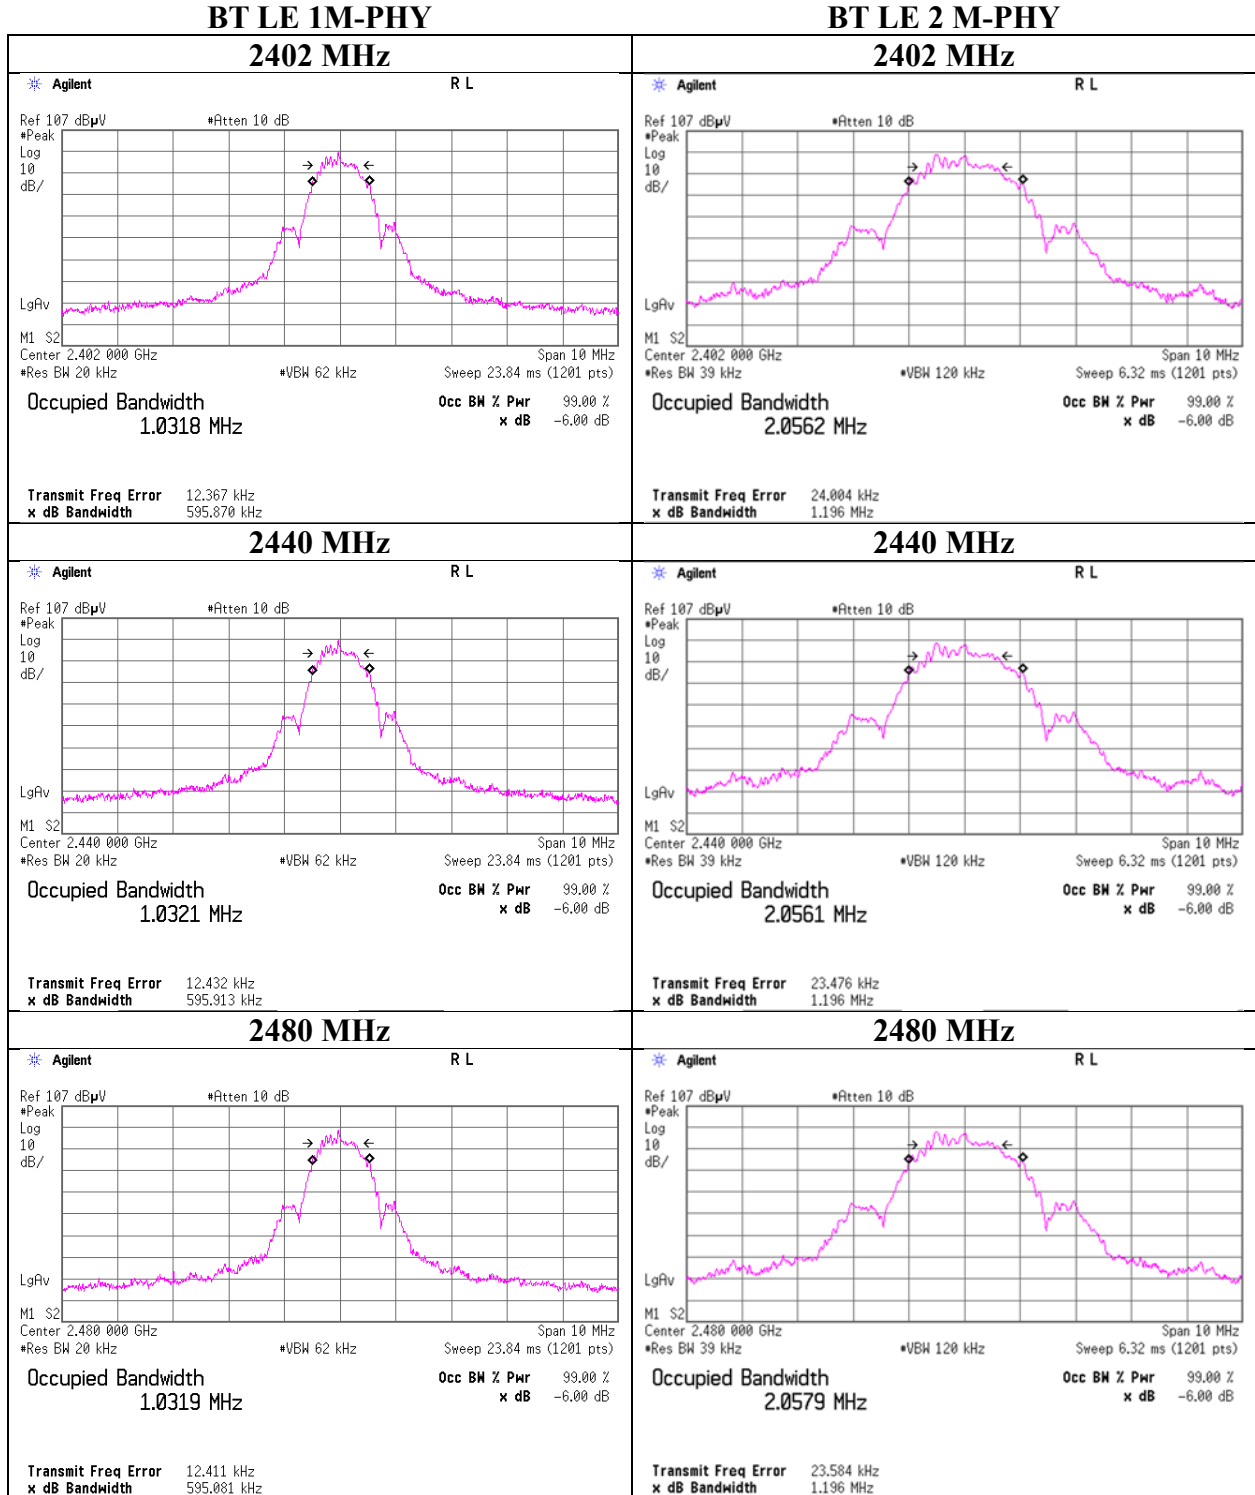 BT LE 1M-PHY BT LE 2 M-PHY
2402 MHz 2402 MHz
Agilent R L
Ref 107 dBµV #Atten 10 dB
#Peak
Log
10
dB/
LgAv
M1 S2
Center 2.402 000 GHz Span 10 MHz
#Res BW 20 kHz #VBW 62 kHz Sweep 23.84 ms (1201 pts)
Occupied Bandwidth Occ BW % Pwr 99.00 %
1.0318 MHz x dB -6.00 dB
Transmit Freq Error 12.367 kHz
x dB Bandwidth 595.870 kHz
Agilent R L
Ref 107 dBµV #Atten 10 dB
#Peak
Log
10
dB/
LgAv
M1 S2
Center 2.402 000 GHz Span 10 MHz
#Res BW 39 kHz #VBW 120 kHz Sweep 6.32 ms (1201 pts)
Occupied Bandwidth Occ BW % Pwr 99.00 %
2.0562 MHz x dB -6.00 dB
Transmit Freq Error 24.004 kHz
x dB Bandwidth 1.196 MHz
2440 MHz 2440 MHz
Agilent R L
Ref 107 dBµV #Atten 10 dB
#Peak
Log
10
dB/
LgAv
M1 S2
Center 2.440 000 GHz Span 10 MHz
#Res BW 20 kHz #VBW 62 kHz Sweep 23.84 ms (1201 pts)
Occupied Bandwidth Occ BW % Pwr 99.00 %
1.0321 MHz x dB -6.00 dB
Transmit Freq Error 12.432 kHz
x dB Bandwidth 595.913 kHz
Agilent R L
Ref 107 dBµV #Atten 10 dB
#Peak
Log
10
dB/
LgAv
M1 S2
Center 2.440 000 GHz Span 10 MHz
#Res BW 39 kHz #VBW 120 kHz Sweep 6.32 ms (1201 pts)
Occupied Bandwidth Occ BW % Pwr 99.00 %
2.0561 MHz x dB -6.00 dB
Transmit Freq Error 23.476 kHz
x dB Bandwidth 1.196 MHz
2480 MHz 2480 MHz
Agilent R L
Ref 107 dBµV #Atten 10 dB
#Peak
Log
10
dB/
LgAv
M1 S2
Center 2.480 000 GHz Span 10 MHz
#Res BW 20 kHz #VBW 62 kHz Sweep 23.84 ms (1201 pts)
Occupied Bandwidth Occ BW % Pwr 99.00 %
1.0319 MHz x dB -6.00 dB
Transmit Freq Error 12.411 kHz
x dB Bandwidth 595.081 kHz
Agilent R L
Ref 107 dBµV #Atten 10 dB
#Peak
Log
10
dB/
LgAv
M1 S2
Center 2.480 000 GHz Span 10 MHz
#Res BW 39 kHz #VBW 120 kHz Sweep 6.32 ms (1201 pts)
Occupied Bandwidth Occ BW % Pwr 99.00 %
2.0579 MHz x dB -6.00 dB
Transmit Freq Error 23.584 kHz
x dB Bandwidth 1.196 MHz